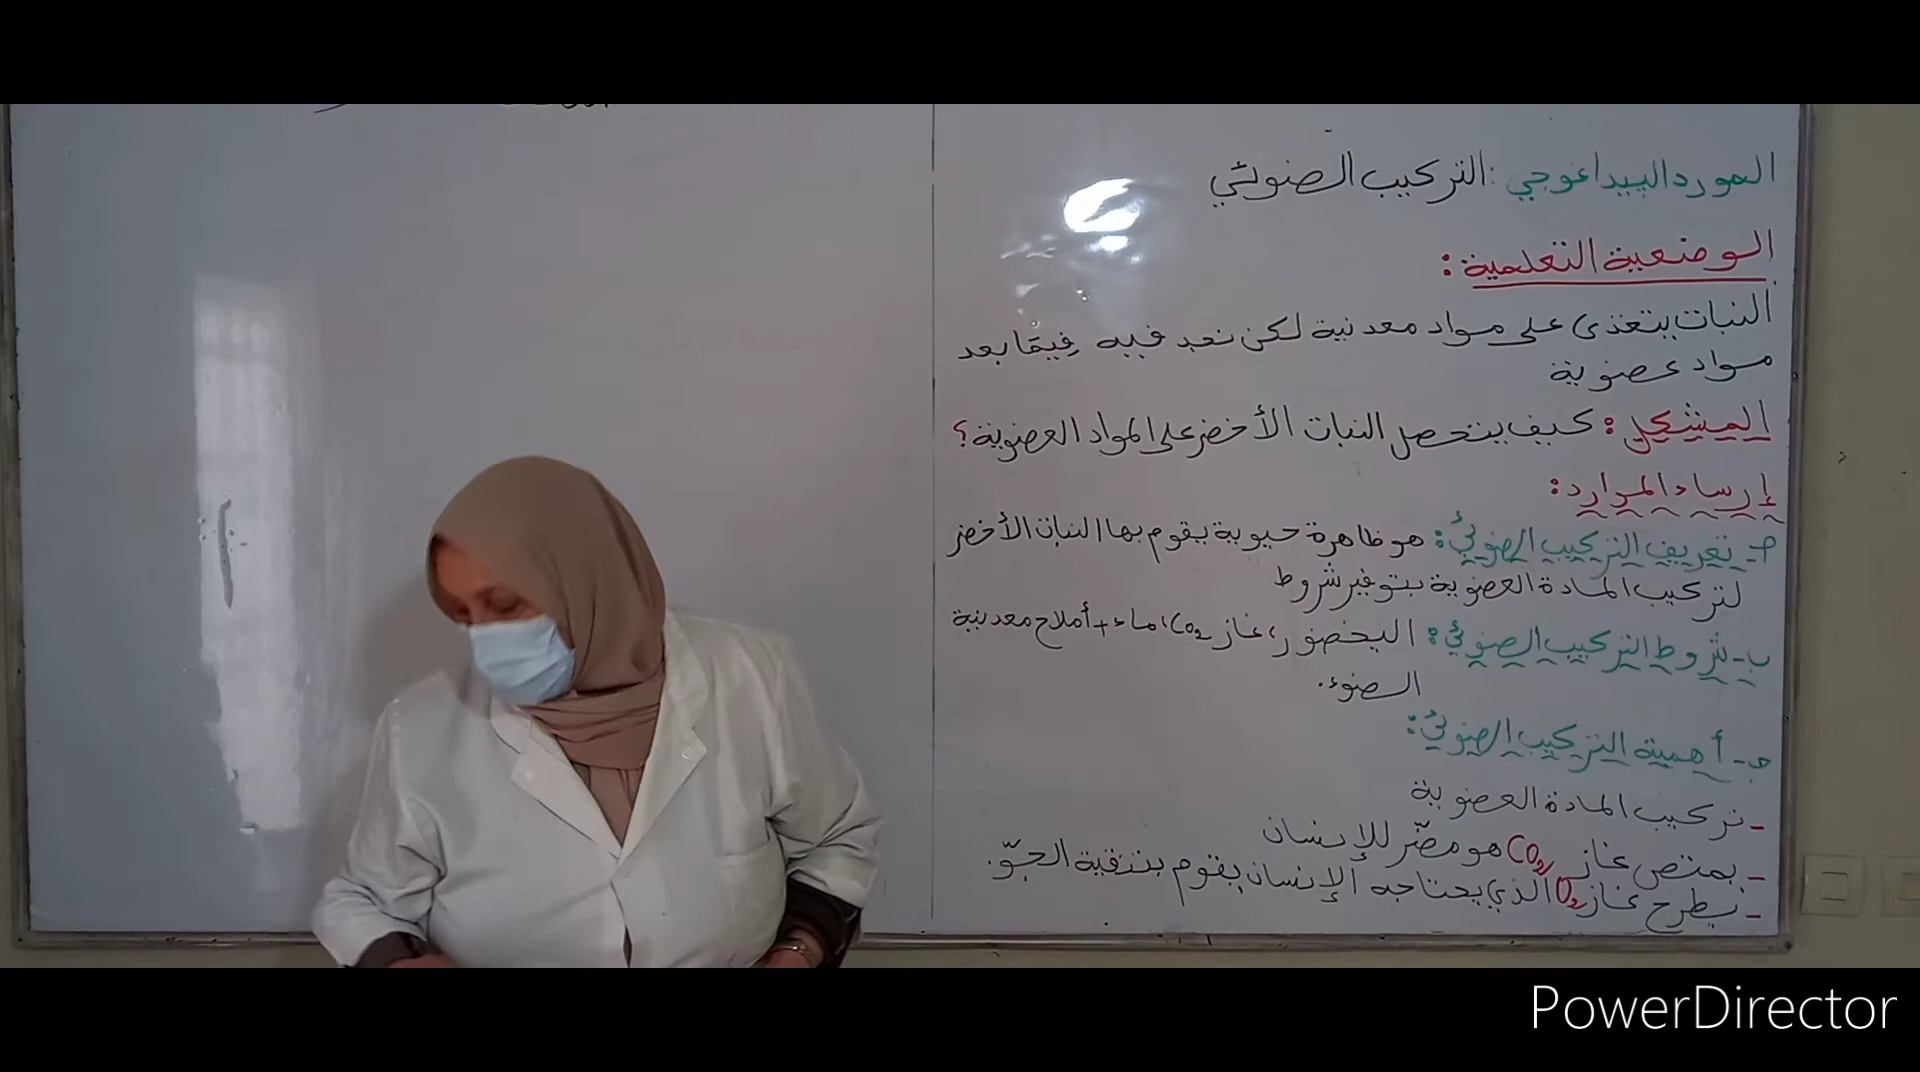 المورد البيداغوجي: التركيب الضوئي
الوضعية التعلمية:
النبات يتغذى على مواد معدنية لكن نجد فيه فيما بعد
مواد عضوية
المشكل: كيف يتحصل النبات الأخضر على المواد العضوية؟
إرساء الموارد:
أ- تعريف التركيب الضوئي: هو ظاهرة حيوية يقوم بها النبات الأخضر
لتركيب المادة العضوية بتوفير شروط
ب- شروط التركيب الضوئي: اليخضور، غاز CO2، ماء + أملاح معدنية
الضوء.
ج- أهمية التركيب الضوئي:
- تركيب المادة العضوية
- يمتص غاز CO2 هو مضرّ للإنسان
- يطرح غاز O2 الذي يحتاجه الإنسان يقوم بتنقية الجوّ.
PowerDirector